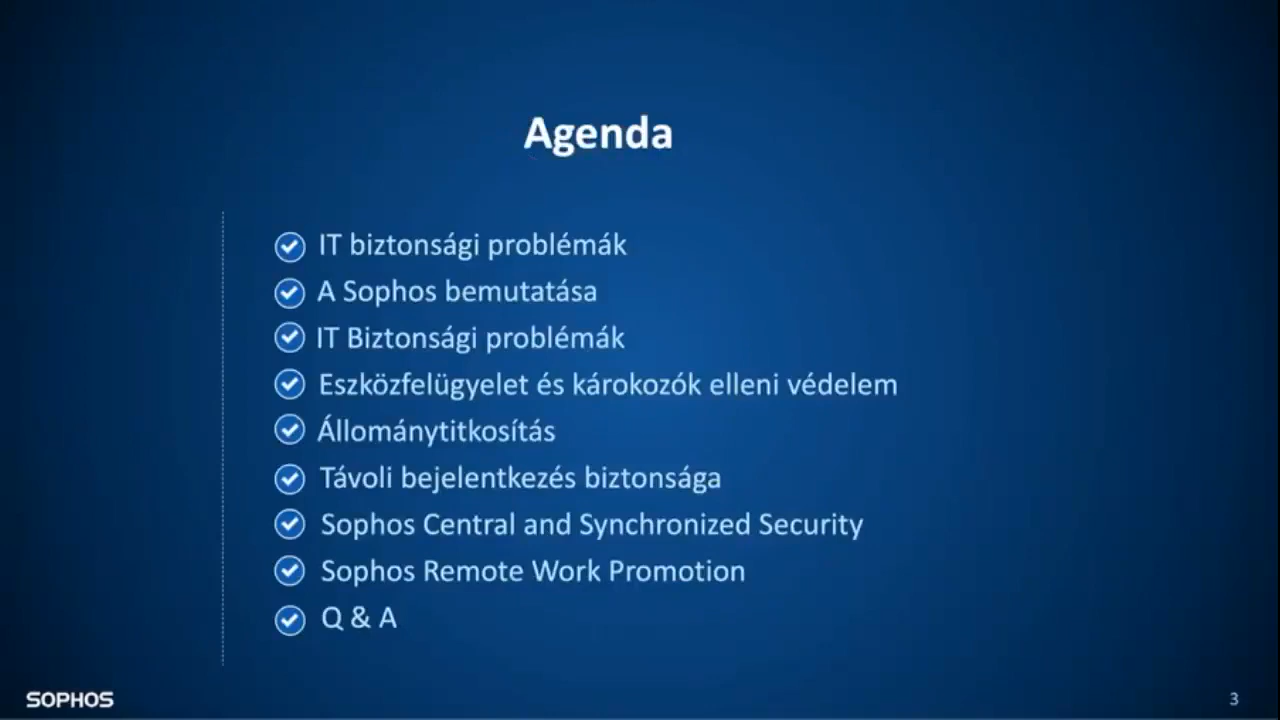 Agenda
IT biztonsági problémák
A Sophos bemutatása
IT Biztonsági problémák
Eszközfelügyelet és károkozók elleni védelem
Állománytitkosítás
Távoli bejelentkezés biztonsága
Sophos Central and Synchronized Security
Sophos Remote Work Promotion
Q & A
SOPHOS
3